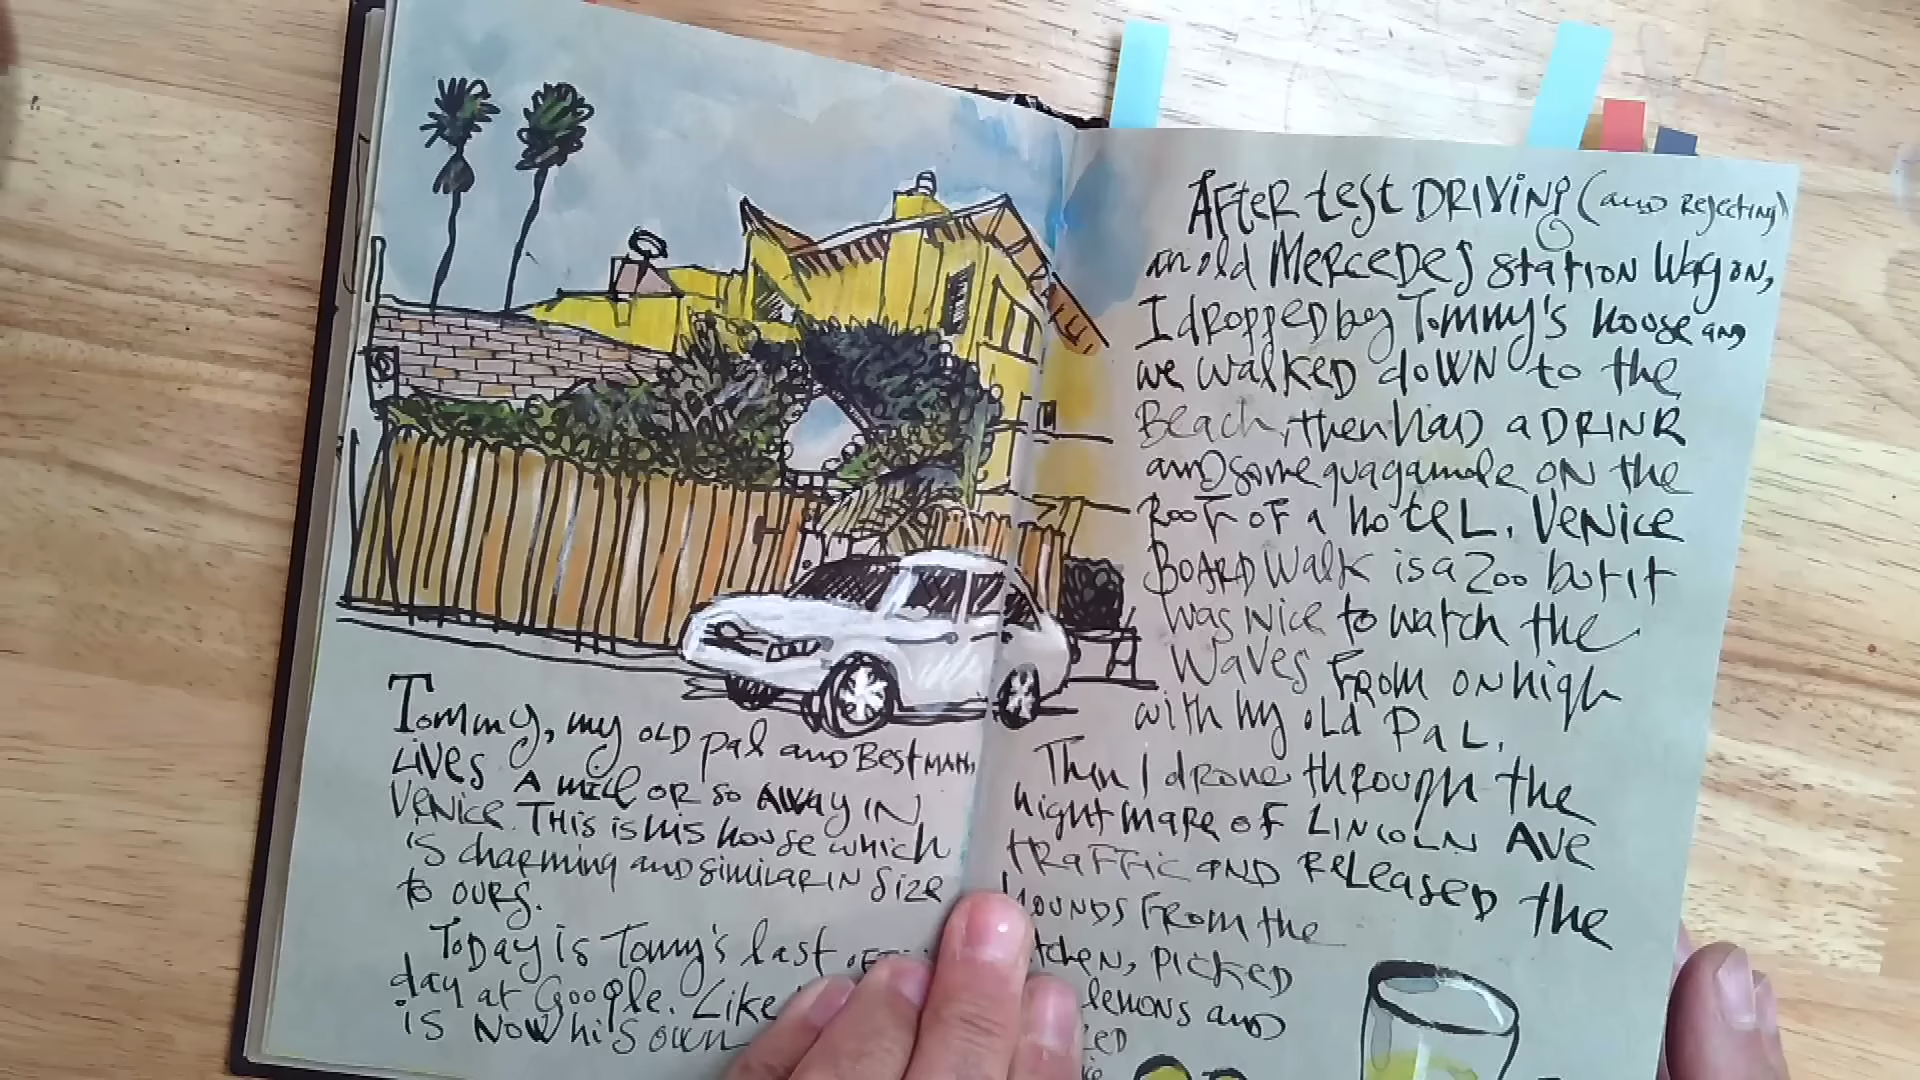 Tommy, my OLD pal and Best MAN,
LIVES A mile OR so AWAY IN
VENICE. THis is his house which
is charming and similar IN Size
to OURS.
TODAY is Tommy's last
day at Google. Like
is NOW his own
AFTER test DRIVING (and Rejecting)
an old MERCEDES station Wagon,
I dropped by Tommy's house and
we walked down to the
Beach, then had a DRINK
and some guagamole ON the
Roof OF a hotel. VENICE
BOARDWalk is a Zoo but it
was Nice to watch the
Waves From on high
with my old Pal.
Then I drove through the
nightmare of LINCOLN AVE
traffic AND Released the
HOUNDS From the
, picked
lemons and